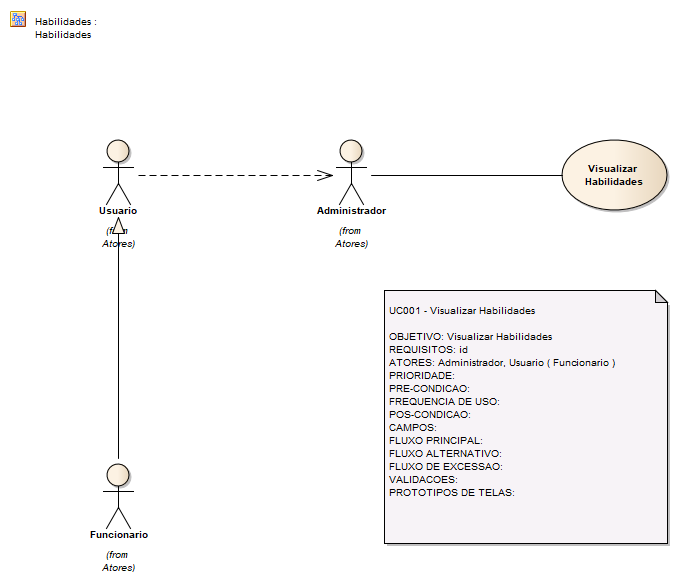 Habilidades :
Habilidades
Usuario
(from
Atores)
Administrador
(from
Atores)
Visualizar
Habilidades
UC001 - Visualizar Habilidades
OBJETIVO: Visualizar Habilidades
REQUISITOS: id
ATORES: Administrador, Usuario ( Funcionario )
PRIORIDADE:
PRE-CONDICAO:
FREQUENCIA DE USO:
POS-CONDICAO:
CAMPOS:
FLUXO PRINCIPAL:
FLUXO ALTERNATIVO:
FLUXO DE EXCESSAO:
VALIDACOES:
PROTOTIPOS DE TELAS:
Funcionario
(from
Atores)